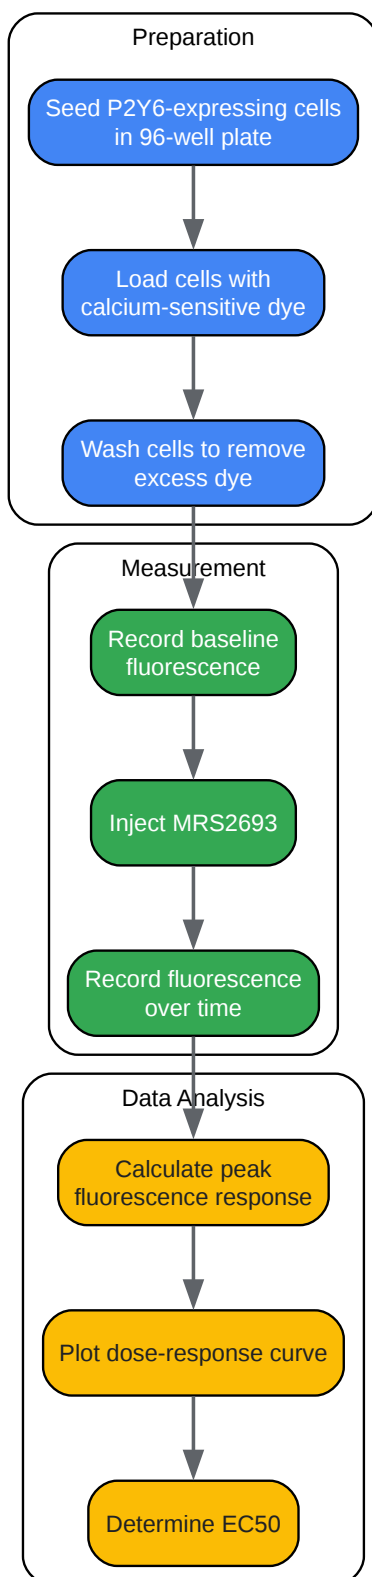 Preparation
Seed P2Y6-expressing cells
in 96-well plate
Load cells with
calcium-sensitive dye
Wash cells to remove
excess dye
Measurement
Record baseline
fluorescence
Inject MRS2693
Record fluorescence
over time
Data Analysis
Calculate peak
fluorescence response
Plot dose-response curve
Determine EC50